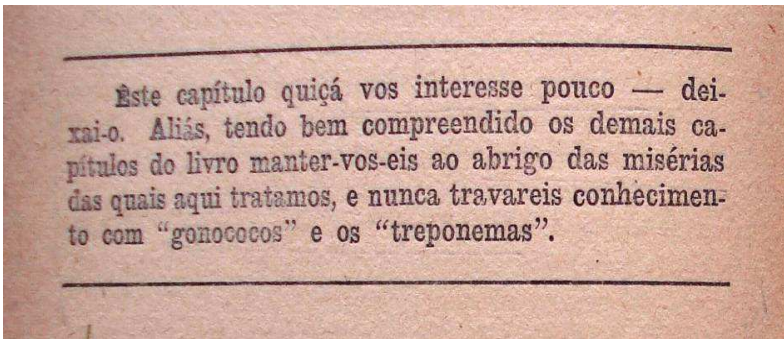 Êste capítulo quiçá vos interesse pouco — dei-
xai-o. Aliás, tendo bem compreendido os demais ca-
pítulos do livro manter-vos-eis ao abrigo das misérias
das quais aqui tratamos, e nunca travareis conhecimen-
to com “gonococos” e os “treponemas”.